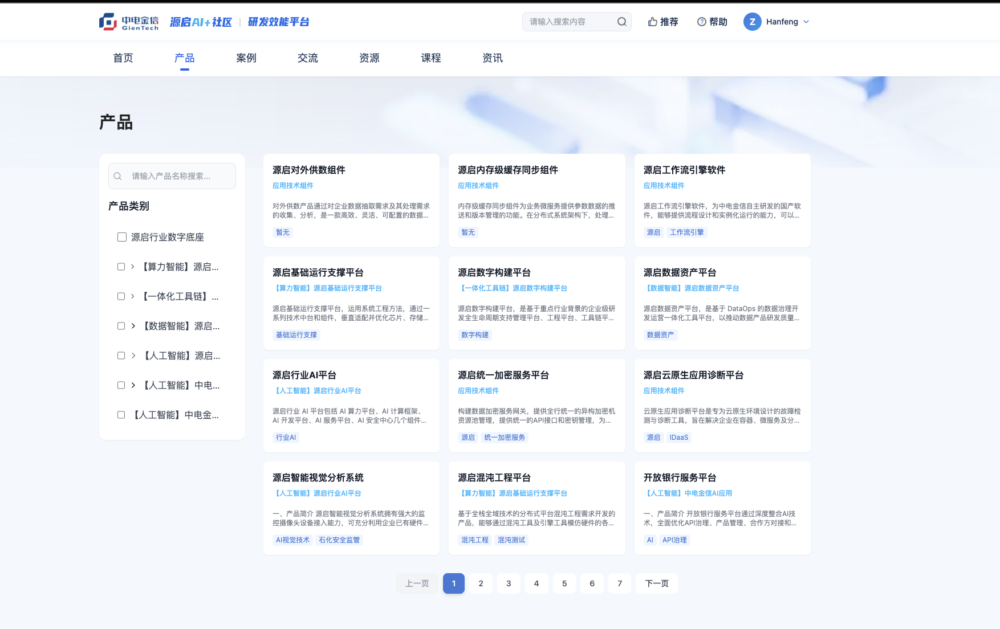 中电金信
GienTech
源启AI+社区 | 研发效能平台
请输入搜索内容
推荐
帮助
Z
Hanfeng
首页
产品
案例
交流
资源
课程
资讯
产品
请输入产品名称搜索...
产品类别
源启行业数字底座
【算力智能】源启...
【一体化工具链】...
【数据智能】源启...
【人工智能】源启...
【人工智能】中电...
【人工智能】中电金...
源启对外供数组件
应用技术组件
对外供数产品通过对企业数据抽取需求及其处理需求
的收集、分析，是一款高效、灵活、可配置的数据...
暂无
源启内存级缓存同步组件
应用技术组件
内存级缓存同步组件为业务微服务提供参数数据的推
送和版本管理的功能。在分布式系统架构下，处理...
暂无
源启工作流引擎软件
应用技术组件
源启工作流引擎软件，为中电金信自主研发的国产软
件，能够提供流程设计和实例化运行的能力，可以...
源启 工作流引擎
源启基础运行支撑平台
【算力智能】源启基础运行支撑平台
源启基础运行支撑平台，运用系统工程方法，通过一
系列技术中台和组件，垂直适配并优化芯片、存储...
基础运行支撑
源启数字构建平台
【一体化工具链】源启数字构建平台
源启数字构建平台，是基于重点行业背景的企业级研
发全生命周期支持管理平台、工程平台、工具链平...
数字构建
源启数据资产平台
【数据智能】源启数据资产平台
源启数据资产平台，是基于 DataOps 的数据治理开
发运营一体化工具平台，以推动数据产品研发质量...
数据资产
源启行业AI平台
【人工智能】源启行业AI平台
源启行业 AI 平台包括 AI 算力平台、AI 计算框架、
AI 开发平台、AI 服务平台、AI 安全中心几个组件...
行业AI
源启统一加密服务平台
应用技术组件
构建数据加密服务网关，提供全行统一的异构加密机
资源池管理，提供统一的API接口和密钥管理，为...
源启 统一加密服务
源启云原生应用诊断平台
应用技术组件
云原生应用诊断平台是专为云原生环境设计的故障检
测与诊断工具，旨在解决企业在容器、微服务及分...
源启 IDaaS
源启智能视觉分析系统
【人工智能】源启行业AI平台
一、产品简介 源启智能视觉分析系统拥有强大的监
控摄像头设备接入能力，可充分利用企业已有硬件...
AI视觉技术 石化安全监管
源启混沌工程平台
【算力智能】源启基础运行支撑平台
基于全栈全域技术的分布式平台混沌工程需求开发的
产品，能够通过混沌工具及引擎工具模仿硬件的各...
混沌工程 混沌测试
开放银行服务平台
【人工智能】中电金信AI应用
一、产品简介 开放银行服务平台通过深度整合AI技
术，全面优化API治理、产品管理、合作方对接和...
AI API治理
上一页 1 2 3 4 5 6 7 下一页